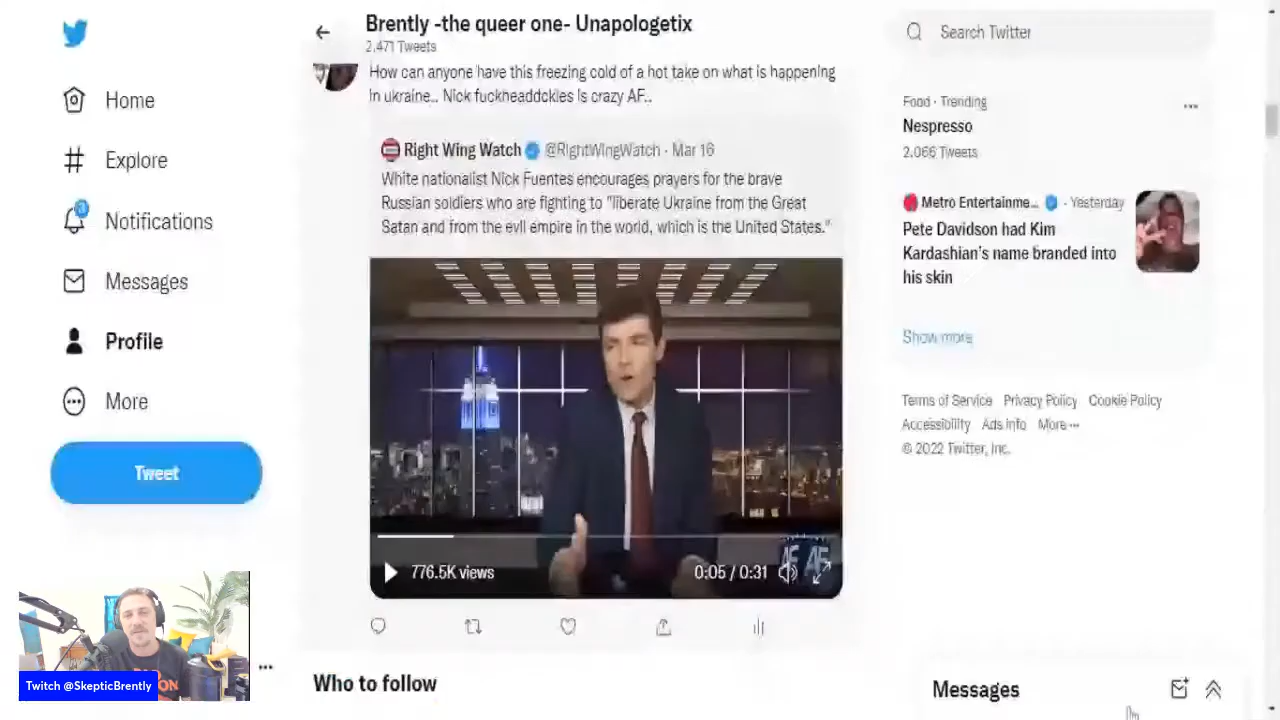 Brently -the queer one- Unapologetix
2,471 Tweets
Search Twitter
Home
Explore
Notifications
Messages
Profile
More
Tweet
How can anyone have this freezing cold of a hot take on what is happening
in ukraine.. Nick fuckheaddckles is crazy AF..
Right Wing Watch @RightWingWatch · Mar 16
White nationalist Nick Fuentes encourages prayers for the brave
Russian soldiers who are fighting to "liberate Ukraine from the Great
Satan and from the evil empire in the world, which is the United States."
776.5K views
0:05 / 0:31
AF AF
Who to follow
Food · Trending
Nespresso
2,066 Tweets
Metro Entertainme... · Yesterday
Pete Davidson had Kim
Kardashian's name branded into
his skin
Show more
Terms of Service Privacy Policy Cookie Policy
Accessibility Ads info More ···
© 2022 Twitter, Inc.
Messages
Twitch @SkepticBrently